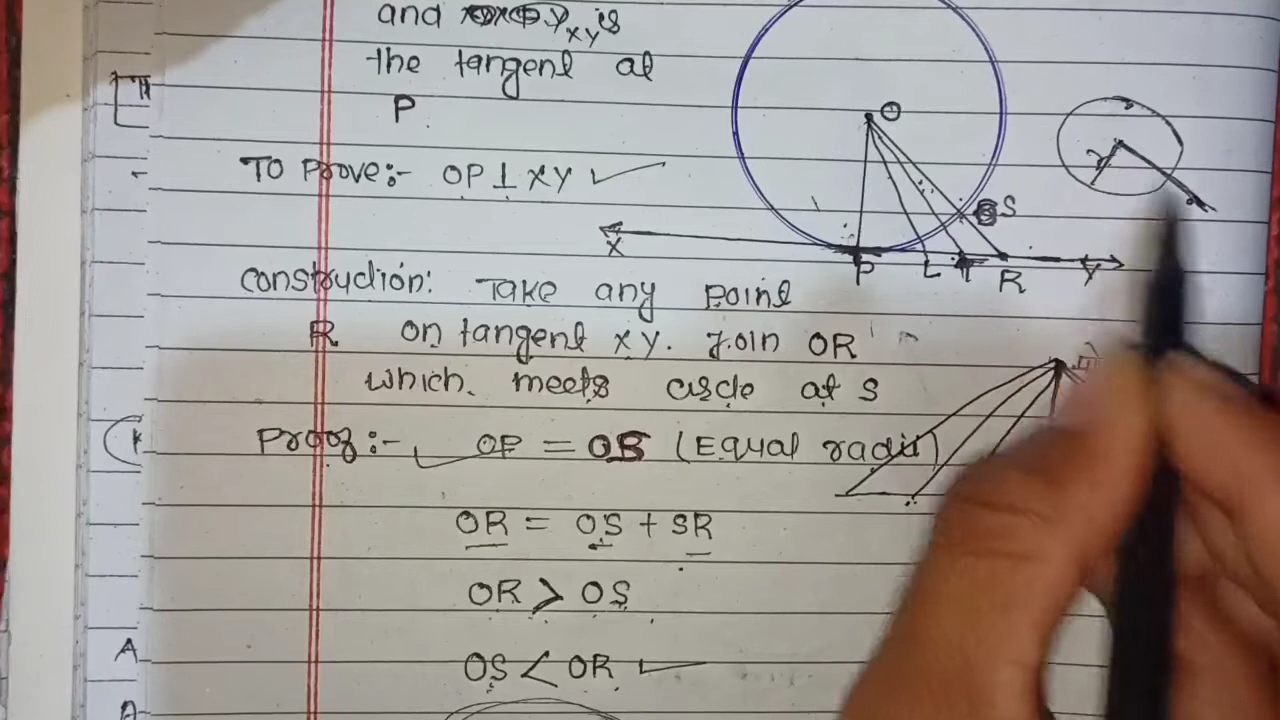 and XY is
the tangent at
P
To Prove:- OP ⊥ XY ✓
O
S
X
P L T R Y
construction: Take any point
R on tangent XY. Join OR
which meets circle at S
Proof:- OP = OS (Equal radii)
OR = OS + SR
OR > OS
OS < OR ✓
A
A